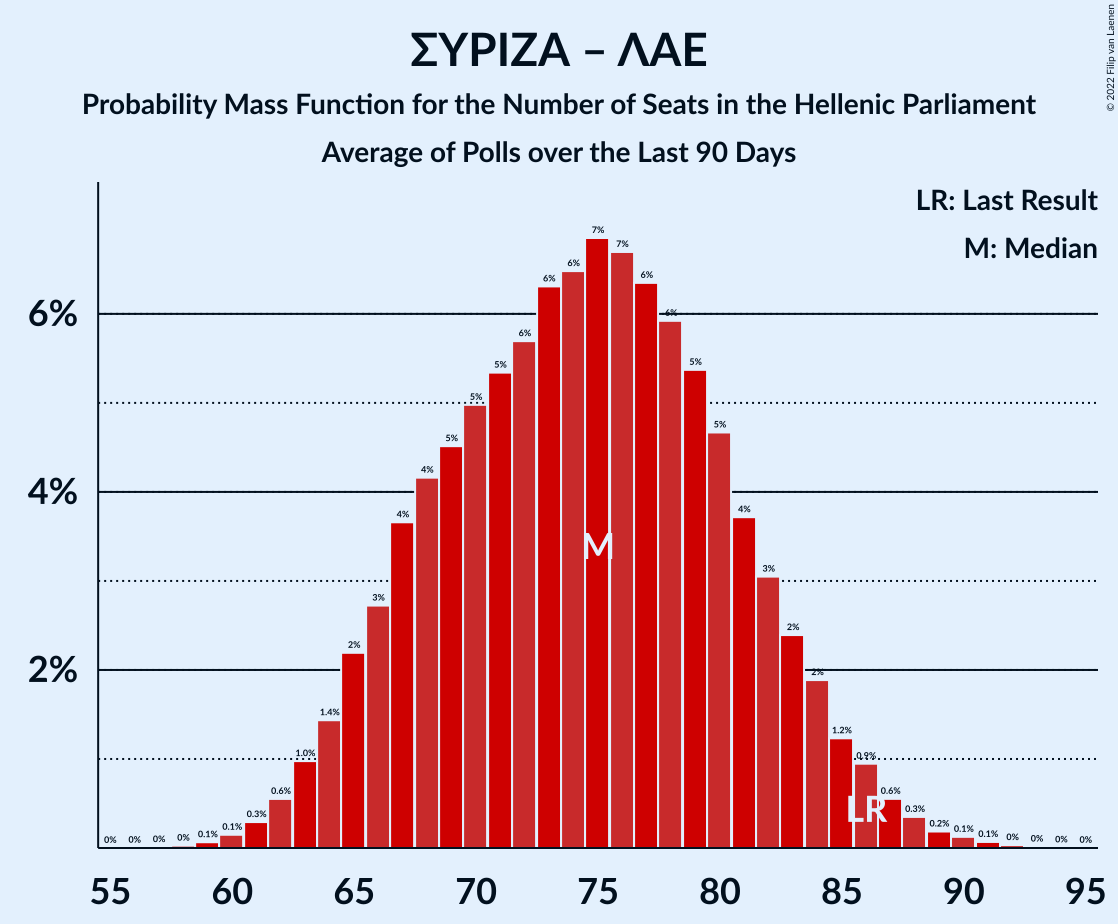 ΣΥΡΙΖΑ – ΛΑΕ
Probability Mass Function for the Number of Seats in the Hellenic Parliament
Average of Polls over the Last 90 Days
© 2022 Filip van Laenen
LR: Last Result
M: Median
6%
4%
2%
0% 0% 0% 0% 0.1% 0.1% 0.3% 0.6% 1.0% 1.4% 2% 3% 4% 4% 5% 5% 5% 6% 6% 6% 7% 7% 6% 6% 5% 5% 4% 3% 2% 2% 1.2% 0.9% 0.6% 0.3% 0.2% 0.1% 0.1% 0% 0% 0% 0%
M
LR
55 60 65 70 75 80 85 90 95